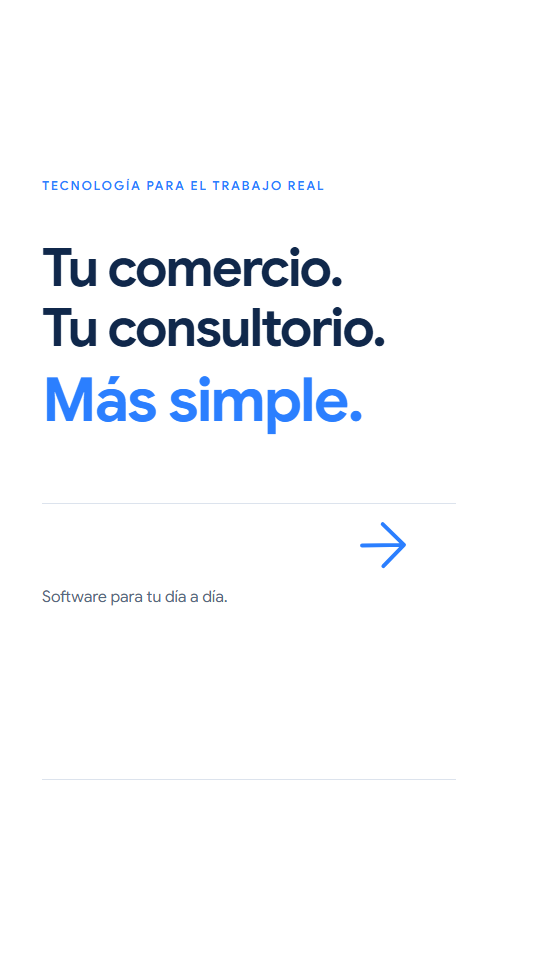 TECNOLOGÍA PARA EL TRABAJO REAL
Tu comercio.
Tu consultorio.
Más simple.
Software para tu día a día.